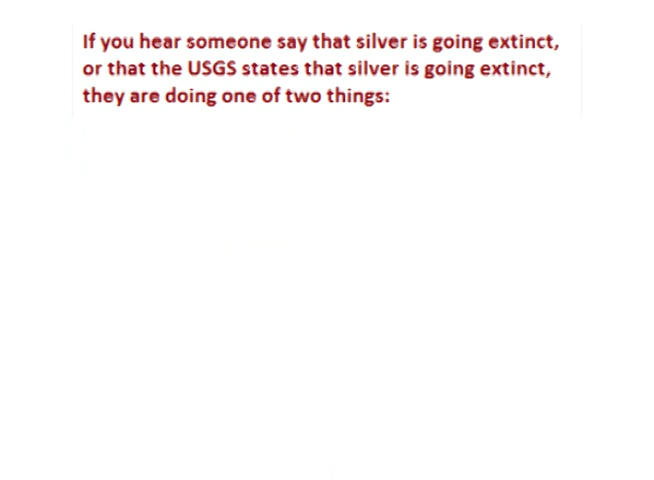 If you hear someone say that silver is going extinct,
or that the USGS states that silver is going extinct,
they are doing one of two things: